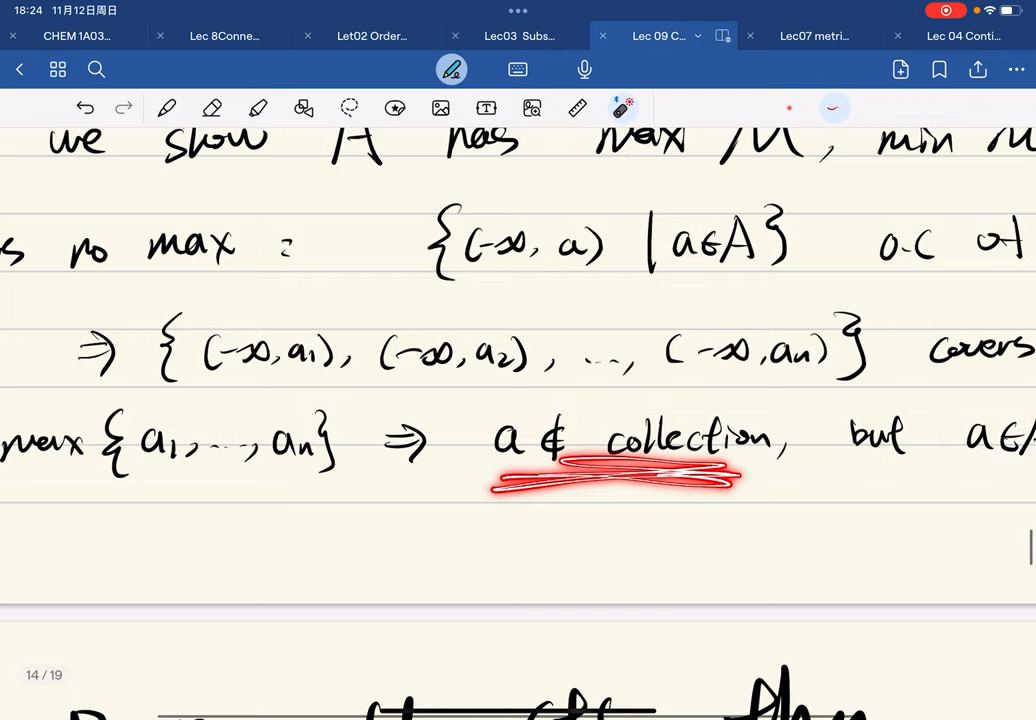 18:24 11月12日周日
CHEM 1A03... Lec 8Conne... Let02 Order... Lec03 Subs... Lec 09 C... Lec07 metri... Lec 04 Conti...
we show A has max M, min m
s no max : {(-∞, a) | a∈A} o.c of
⇒ {(-∞, a1), (-∞, a2), ..., (-∞, an)} covers
max {a1, ..., an} ⇒ a ∉ collection, but a∈A
14 / 19